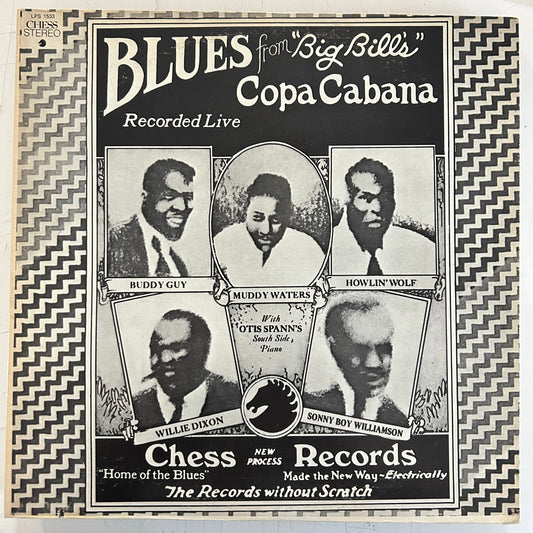 LPS 1533
CHESS
STEREO
BLUES from "Big Bill's"
Copa Cabana
Recorded Live
BUDDY GUY
MUDDY WATERS
HOWLIN' WOLF
With
OTIS SPANN'S
South Side
Piano
WILLIE DIXON
SONNY BOY WILLIAMSON
Chess NEW PROCESS Records
"Home of the Blues" Made the New Way~Electrically
The Records without Scratch